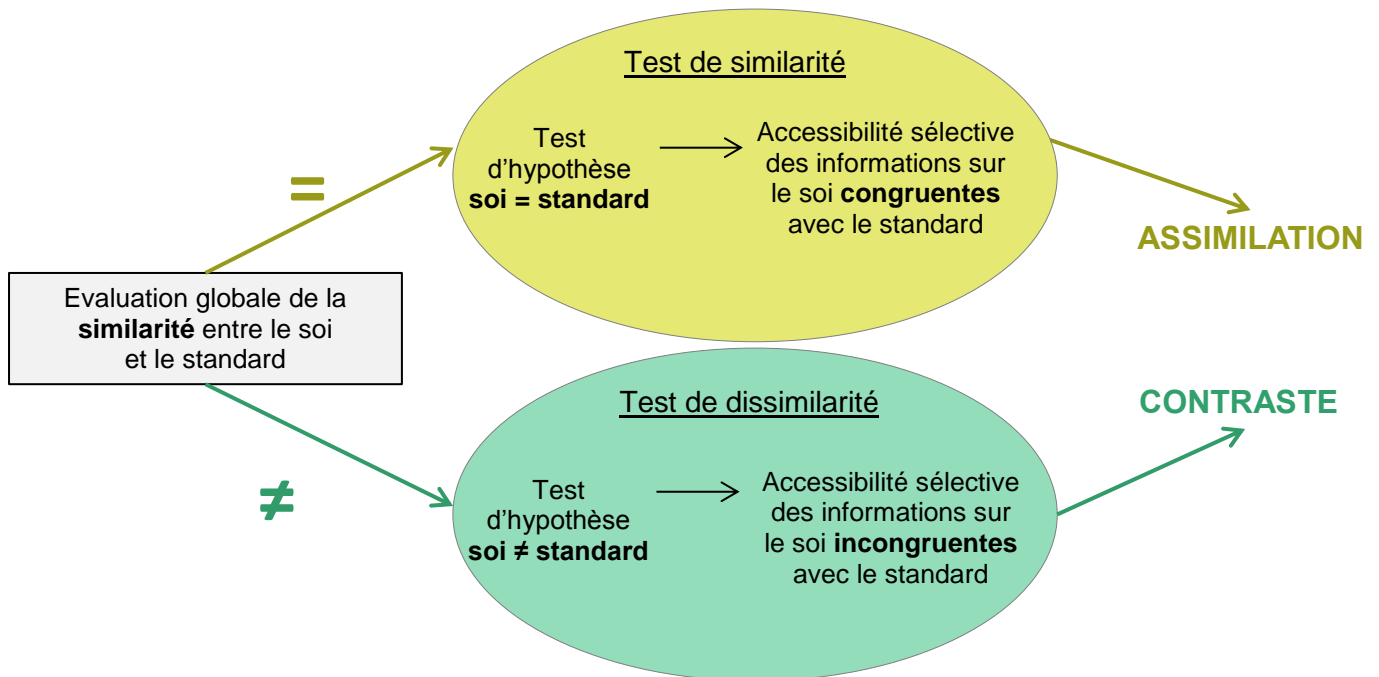 Test de similarité
Test
d'hypothèse
soi = standard
Accessibilité sélective
des informations sur
le soi congruentes
avec le standard
=
ASSIMILATION
Evaluation globale de la
similarité entre le soi
et le standard
≠
Test de dissimilarité
Test
d'hypothèse
soi ≠ standard
Accessibilité sélective
des informations sur
le soi incongruentes
avec le standard
CONTRASTE